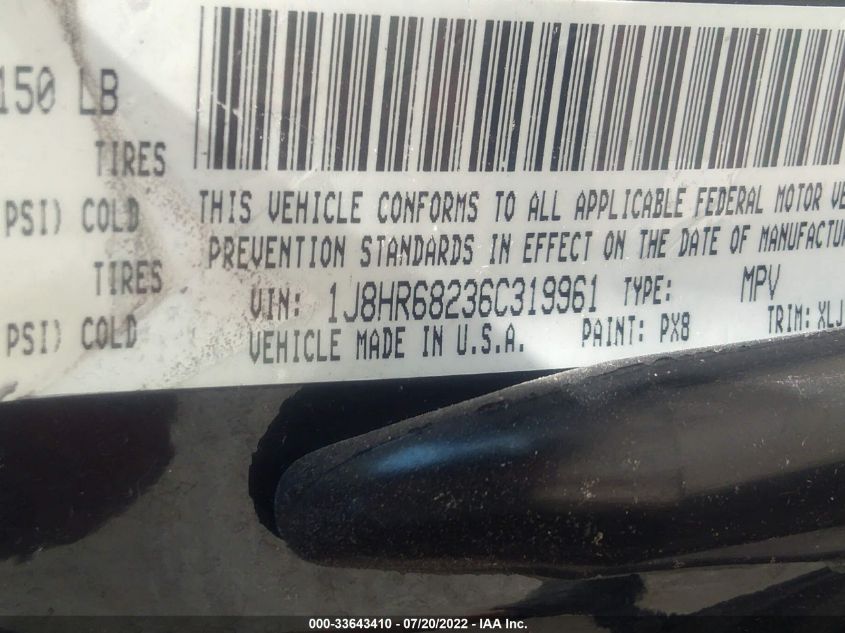 150 LB
TIRES
PSI) COLD
TIRES
PSI) COLD
THIS VEHICLE CONFORMS TO ALL APPLICABLE FEDERAL MOTOR VE
PREVENTION STANDARDS IN EFFECT ON THE DATE OF MANUFACTUR
VIN: 1J8HR68236C319961 TYPE: MPV
VEHICLE MADE IN U.S.A. PAINT: PX8 TRIM: XLJ
000-33643410 - 07/20/2022 - IAA Inc.